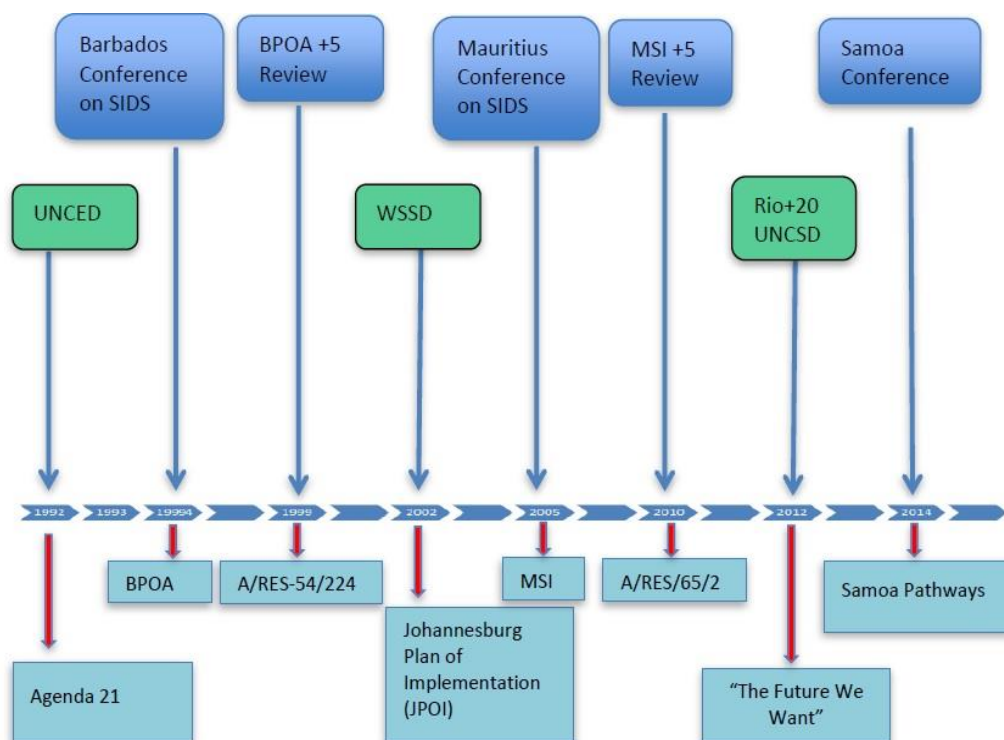 Barbados
Conference
on SIDS
BPOA +5
Review
Mauritius
Conference
on SIDS
MSI +5
Review
Samoa
Conference
UNCED
WSSD
Rio+20
UNCSD
1992
1993
19994
1999
2002
2005
2010
2012
2014
BPOA
A/RES-54/224
MSI
A/RES/65/2
Samoa Pathways
Agenda 21
Johannesburg
Plan of
Implementation
(JPOI)
“The Future We
Want”